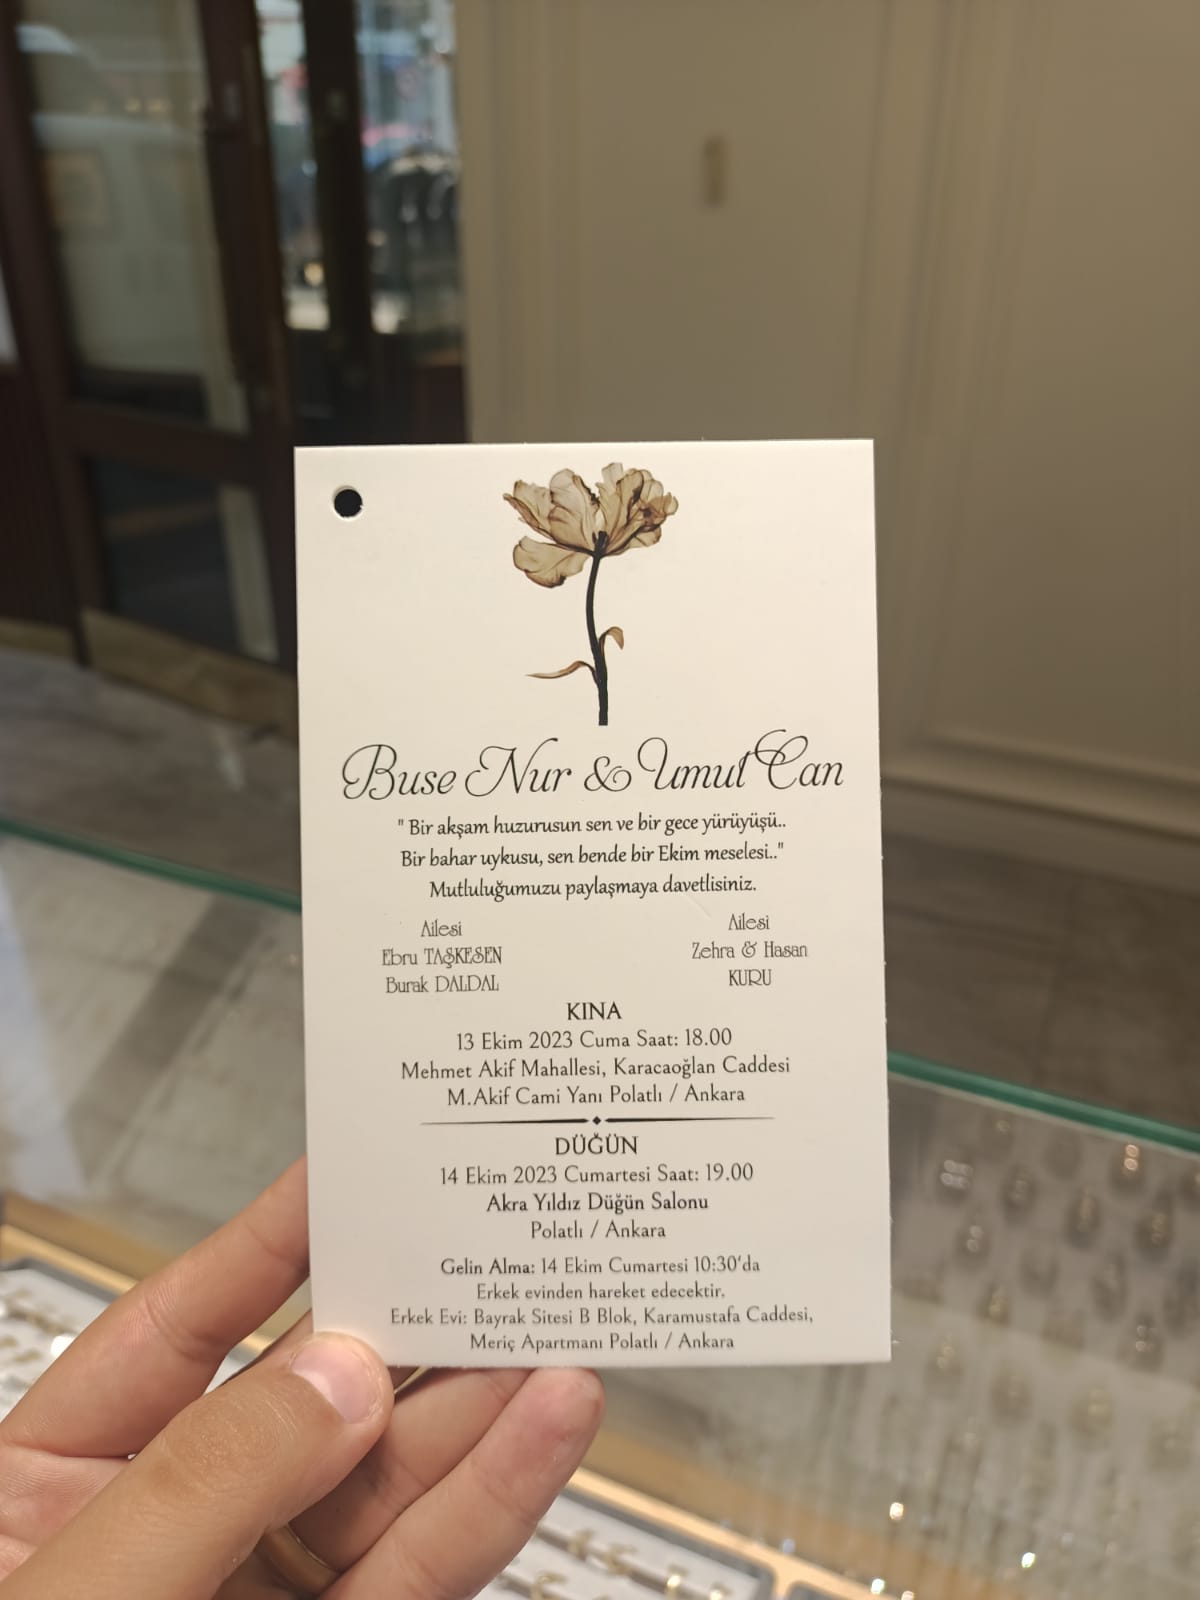 Buse Nur & Umut Can
" Bir akşam huzurusun sen ve bir gece yürüyüşü..
Bir bahar uykusu, sen bende bir Ekim meselesi.."
Mutluluğumuzu paylaşmaya davetlisiniz.
Ailesi
Ebru TAŞKESEN
Burak DALDAL
Ailesi
Zehra & Hasan
KURU
KINA
13 Ekim 2023 Cuma Saat: 18.00
Mehmet Akif Mahallesi, Karacaoğlan Caddesi
M.Akif Cami Yanı Polatlı / Ankara
DÜĞÜN
14 Ekim 2023 Cumartesi Saat: 19.00
Akra Yıldız Düğün Salonu
Polatlı / Ankara
Gelin Alma: 14 Ekim Cumartesi 10:30'da
Erkek evinden hareket edecektir.
Erkek Evi: Bayrak Sitesi B Blok, Karamustafa Caddesi,
Meriç Apartmanı Polatlı / Ankara